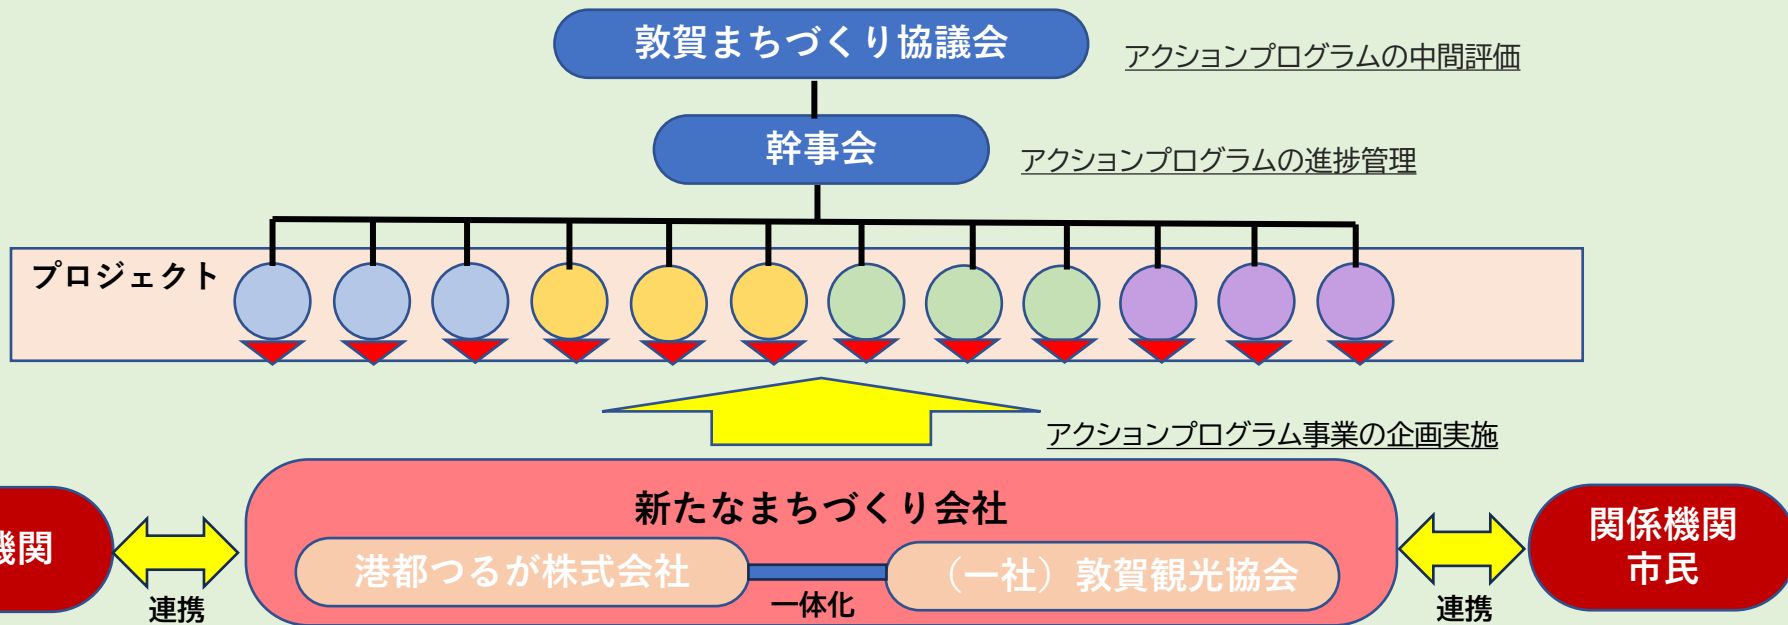 敦賀まちづくり協議会
アクションプログラムの中間評価
幹事会
アクションプログラムの進捗管理
プロジェクト
アクションプログラム事業の企画実施
新たなまちづくり会社
機関
港都つるが株式会社
（一社）敦賀観光協会
関係機関
市民
連携
一体化
連携